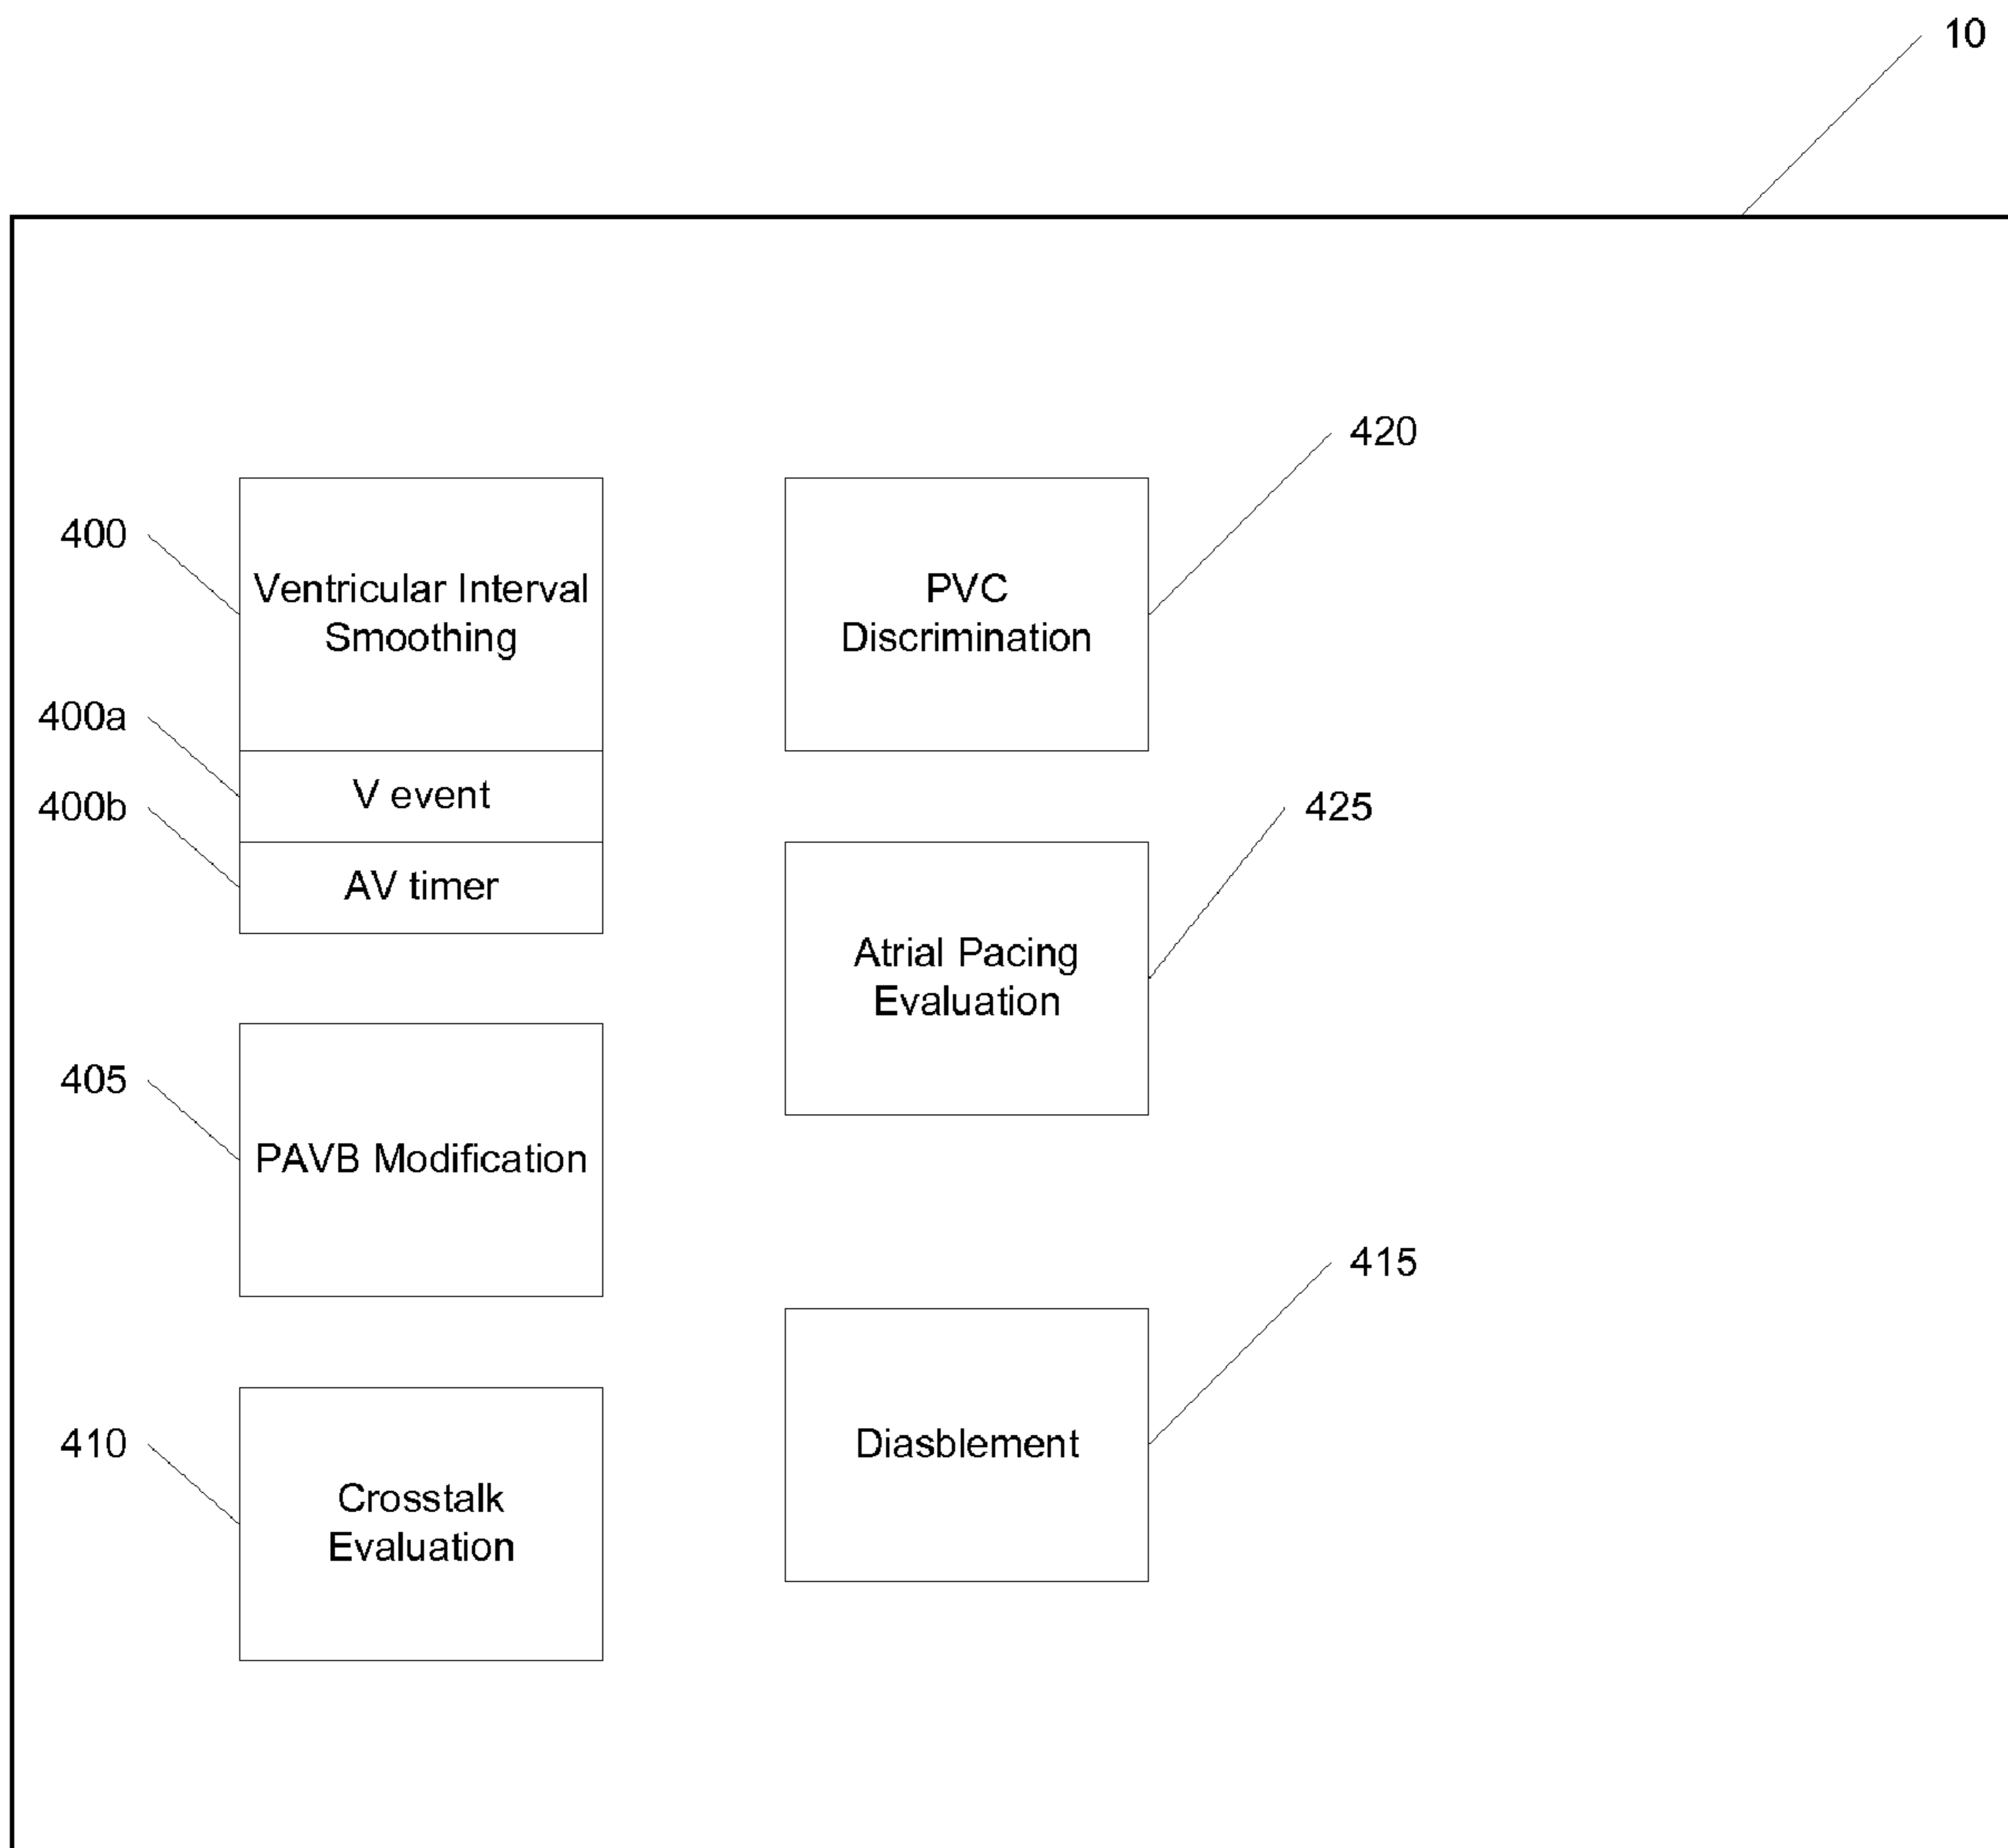 10
420
400
Ventricular Interval
Smoothing
PVC
Discrimination
400a
V event
400b
AV timer
425
Atrial Pacing
Evaluation
405
PAVB Modification
415
410
Crosstalk
Evaluation
Diasblement